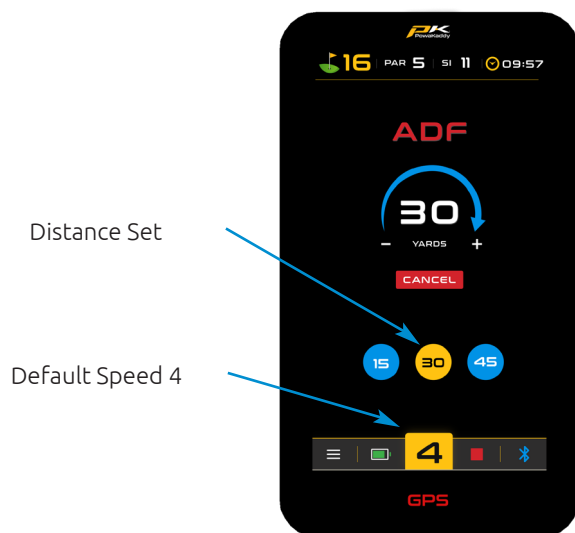 PK
PowaKaddy
16 PAR 5 SI 11 09:57
ADF
30
- YARDS +
CANCEL
Distance Set
15 30 45
Default Speed 4
4
GPS